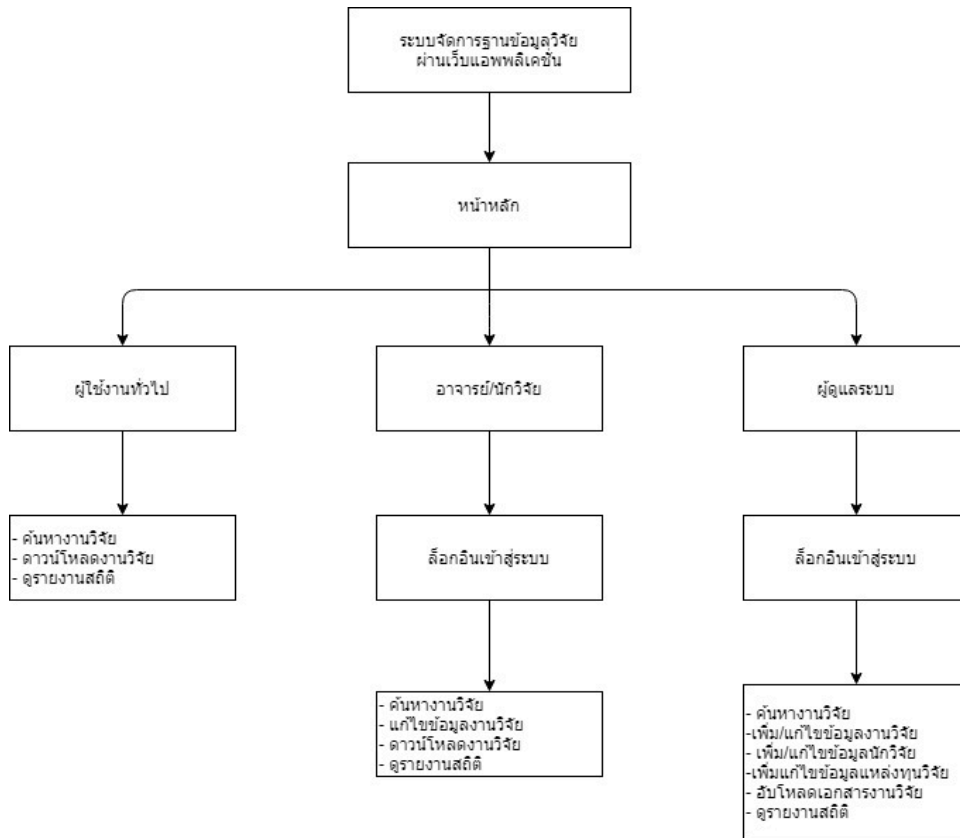 ระบบจัดการฐานข้อมูลวิจัย
ผ่านเว็บแอพพลิเคชั่น
หน้าหลัก
ผู้ใช้งานทั่วไป
อาจารย์/นักวิจัย
ผู้ดูแลระบบ
- ค้นหางานวิจัย
- ดาวน์โหลดงานวิจัย
- ดูรายงานสถิติ
ล็อกอินเข้าสู่ระบบ
ล็อกอินเข้าสู่ระบบ
- ค้นหางานวิจัย
- แก้ไขข้อมูลงานวิจัย
- ดาวน์โหลดงานวิจัย
- ดูรายงานสถิติ
- ค้นหางานวิจัย
-เพิ่ม/แก้ไขข้อมูลงานวิจัย
- เพิ่ม/แก้ไขข้อมูลนักวิจัย
-เพิ่มแก้ไขข้อมูลแหล่งทุนวิจัย
- อับโหลดเอกสารงานวิจัย
- ดูรายงานสถิติ